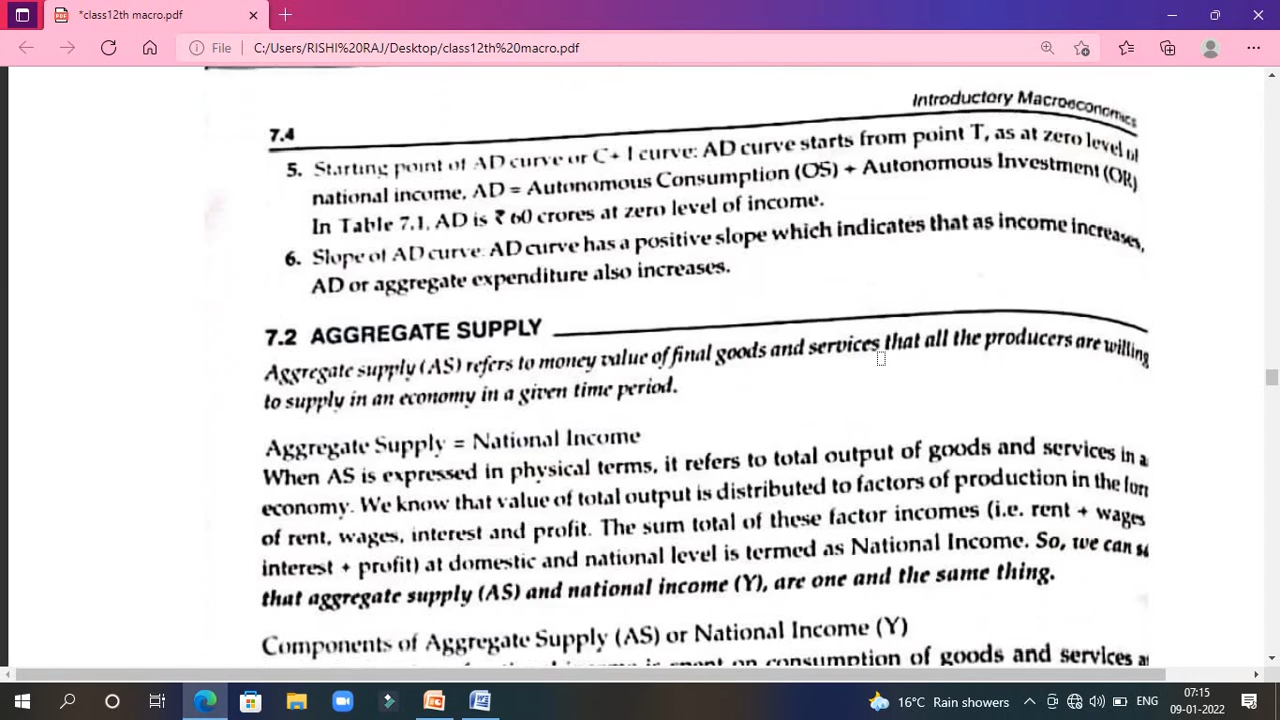 *class12th macro.pdf
File C:/Users/RISHI%20RAJ/Desktop/class12th%20macro.pdf
Introductory Macroeconomics
7.4
5. Starting point of AD curve or C+ I curve: AD curve starts from point T, as at zero level of
national income, AD = Autonomous Consumption (OS) + Autonomous Investment (OR)
In Table 7.1, AD is ₹ 60 crores at zero level of income.
6. Slope of AD curve: AD curve has a positive slope which indicates that as income increases,
AD or aggregate expenditure also increases.
7.2 AGGREGATE SUPPLY
Aggregate supply (AS) refers to money value of final goods and services that all the producers are willing
to supply in an economy in a given time period.
Aggregate Supply = National Income
When AS is expressed in physical terms, it refers to total output of goods and services in a
economy. We know that value of total output is distributed to factors of production in the for
of rent, wages, interest and profit. The sum total of these factor incomes (i.e. rent + wages
interest + profit) at domestic and national level is termed as National Income. So, we can
that aggregate supply (AS) and national income (Y), are one and the same thing.
Components of Aggregate Supply (AS) or National Income (Y)
is spent on consumption of goods and services
16°C Rain showers ENG 07:15
09-01-2022